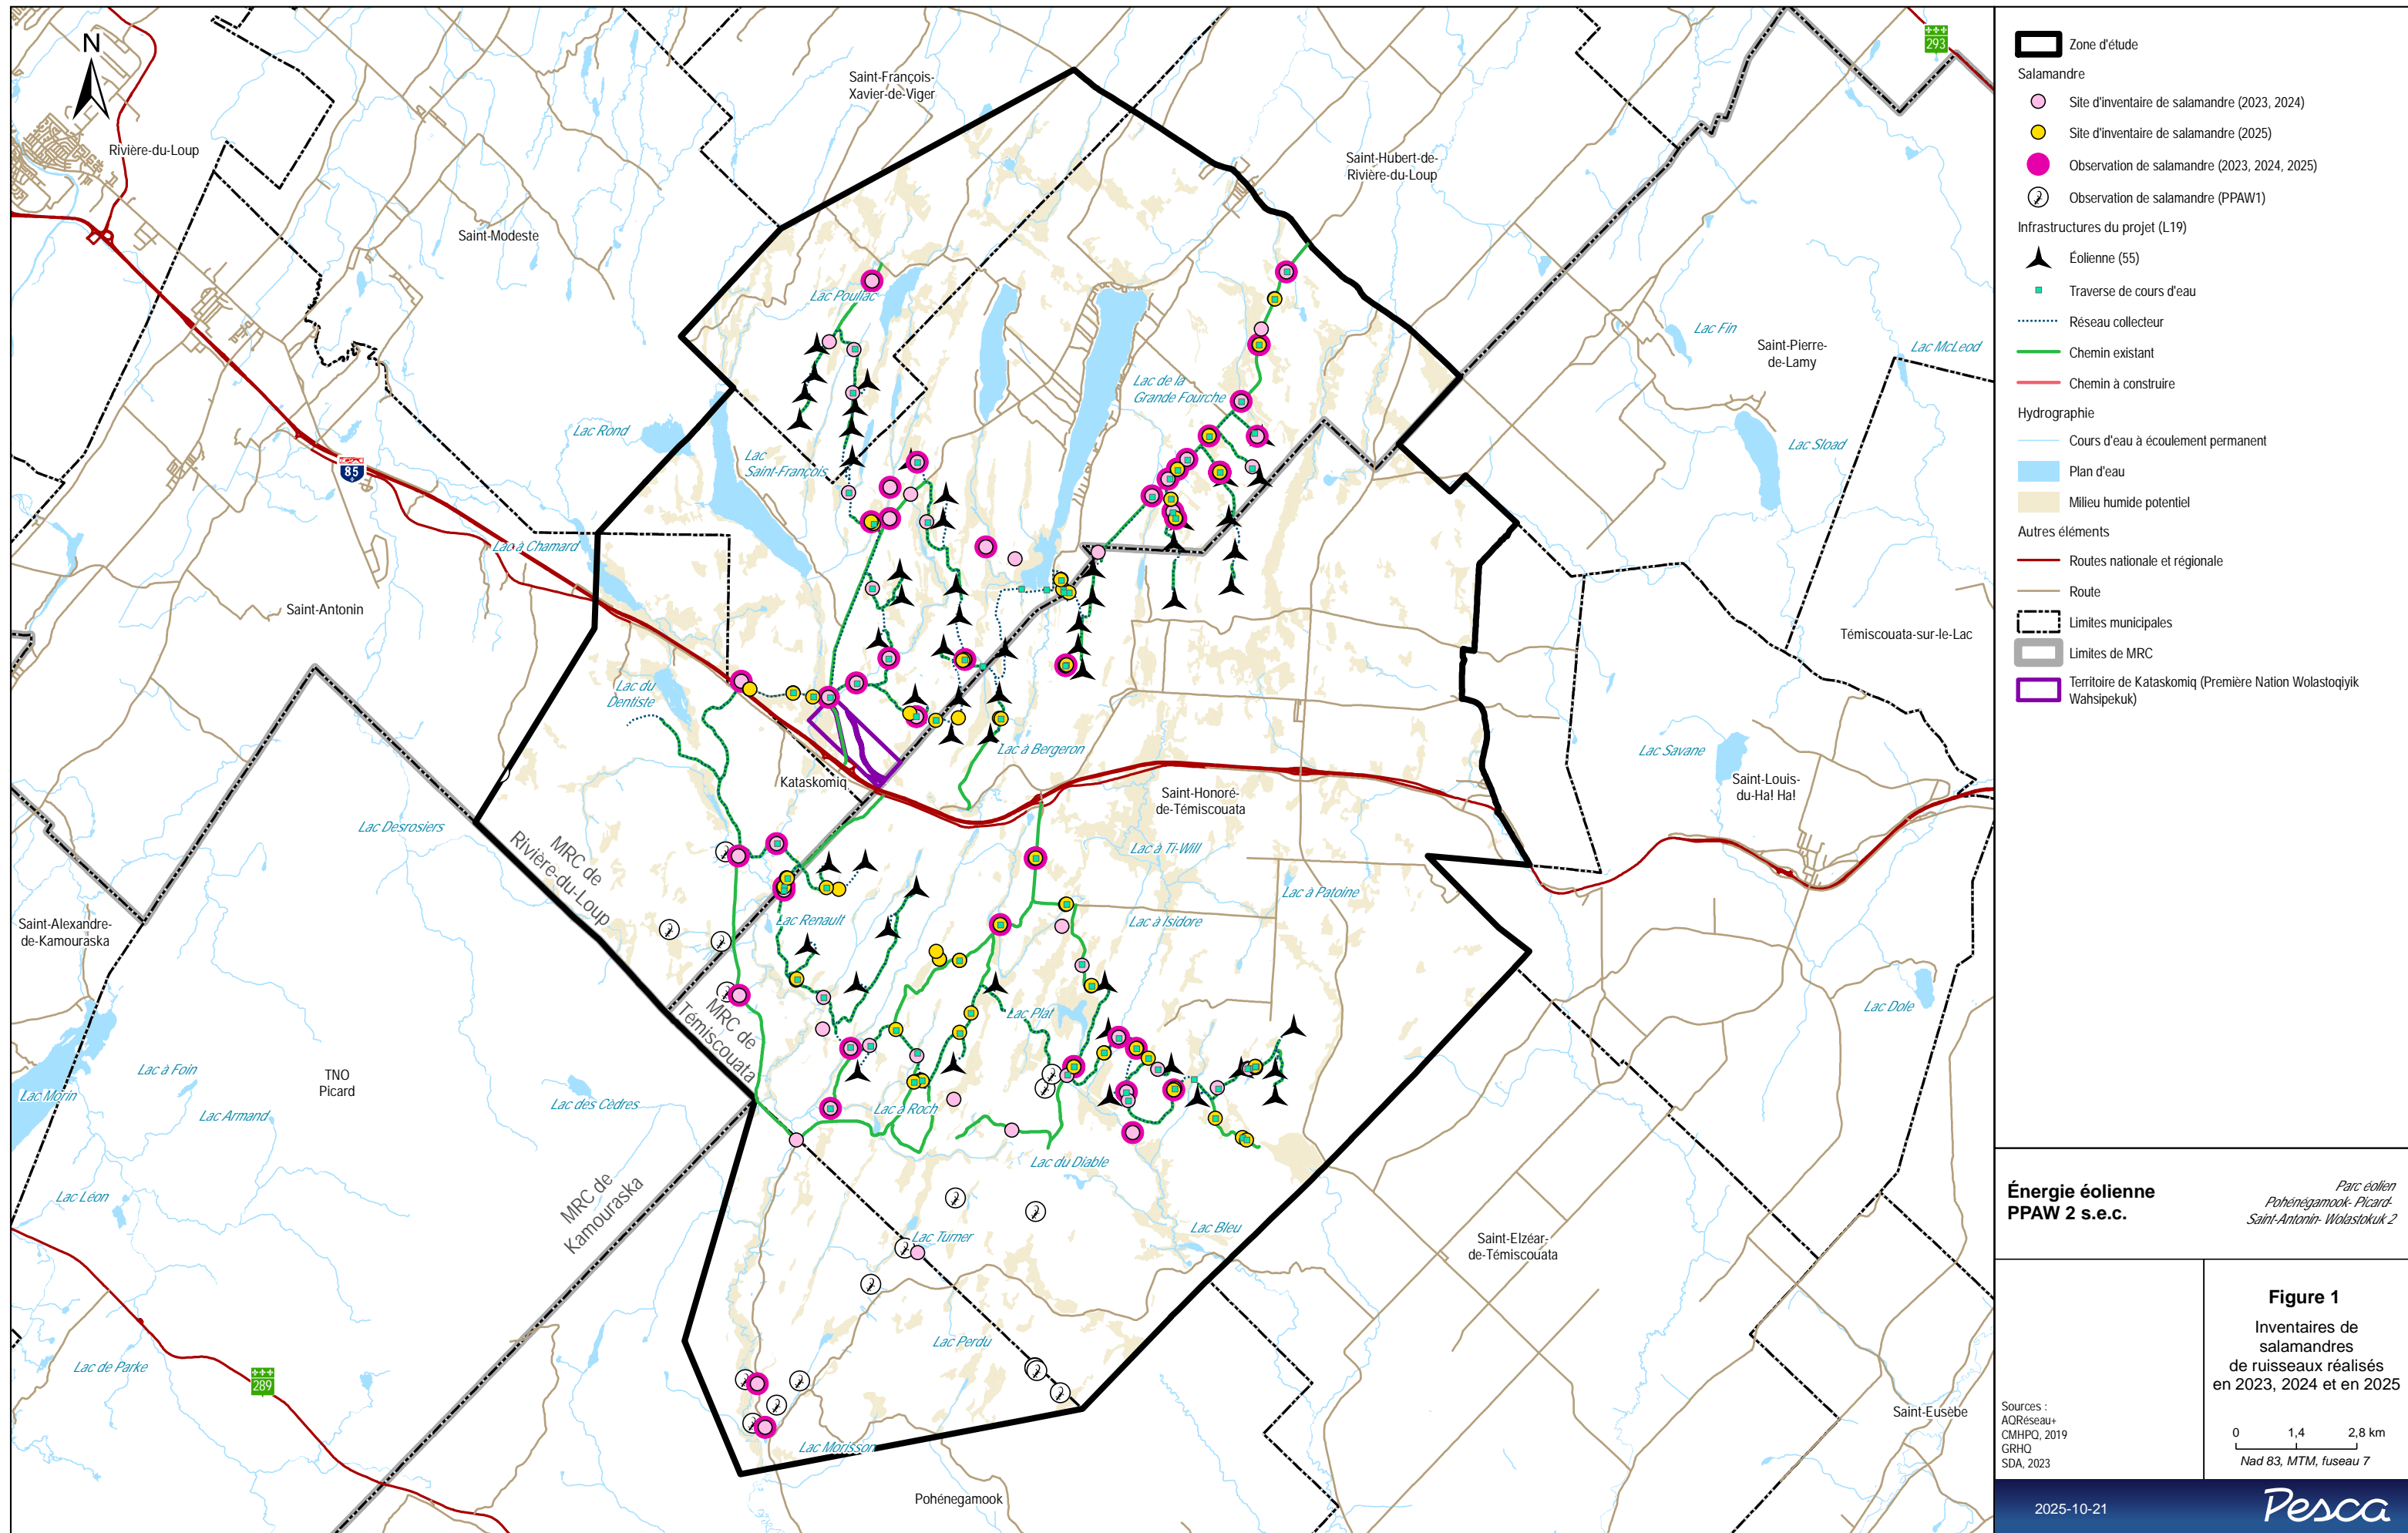 N
Rivière-du-Loup
Saint-François-
Xavier-de-Viger
Saint-Hubert-de-
Rivière-du-Loup
Saint-Modeste
Lac Pouliac
Lac Fin
Saint-Pierre-
de-Lamy
Lac McLeod
Lac de la
Grande Fourche
Lac Rond
Lac Sload
Lac
Saint-François
85
Lac à Chamard
Saint-Antonin
Témiscouata-sur-le-Lac
Lac du
Dentiste
Lac à Bergeron
Lac Savane
Kataskomiq
Saint-Louis-
du-Ha! Ha!
Saint-Honoré-
de-Témiscouata
Lac Desrosiers
MRC de
Rivière-du-Loup
Lac à Ti-Will
Lac à Patoine
Saint-Alexandre-
de-Kamouraska
Lac Renault
Lac à Isidore
Lac Dole
MRC de
Témiscouata
Lac Plat
Lac à Foin
TNO
Picard
Lac Morin
Lac Armand
Lac des Cèdres
Lac à Roch
Lac du Diable
Lac Léon
MRC de
Kamouraska
Lac Bleu
Lac Turner
Saint-Elzéar-
de-Témiscouata
Lac Perdu
Lac de Parke
289
Saint-Eusèbe
Lac Morisson
Pohénegamook
293
Zone d'étude
Salamandre
Site d'inventaire de salamandre (2023, 2024)
Site d'inventaire de salamandre (2025)
Observation de salamandre (2023, 2024, 2025)
Observation de salamandre (PPAW1)
Infrastructures du projet (L19)
Éolienne (55)
Traverse de cours d'eau
Réseau collecteur
Chemin existant
Chemin à construire
Hydrographie
Cours d'eau à écoulement permanent
Plan d'eau
Milieu humide potentiel
Autres éléments
Routes nationale et régionale
Route
Limites municipales
Limites de MRC
Territoire de Kataskomiq (Première Nation Wolastoqiyik
Wahsipekuk)
Énergie éolienne
PPAW 2 s.e.c.
Parc éolien
Pohénégamook- Picard-
Saint-Antonin- Wolastokuk 2
Figure 1
Inventaires de
salamandres
de ruisseaux réalisés
en 2023, 2024 et en 2025
Sources :
AQRéseau+
CMHPQ, 2019
GRHQ
SDA, 2023
0 1,4 2,8 km
Nad 83, MTM, fuseau 7
2025-10-21
Pesca